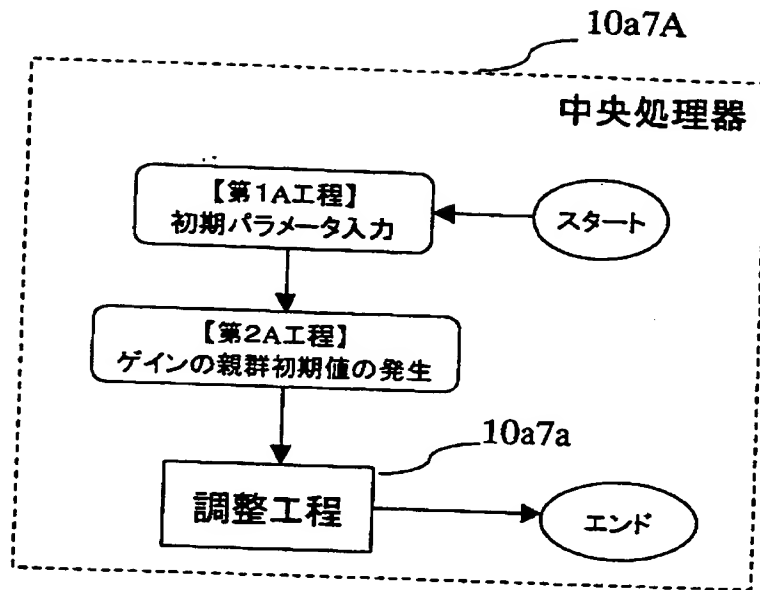 10a7A
中央処理器
【第1A工程】
初期パラメータ入力
スタート
【第2A工程】
ゲインの親群初期値の発生
10a7a
調整工程
エンド